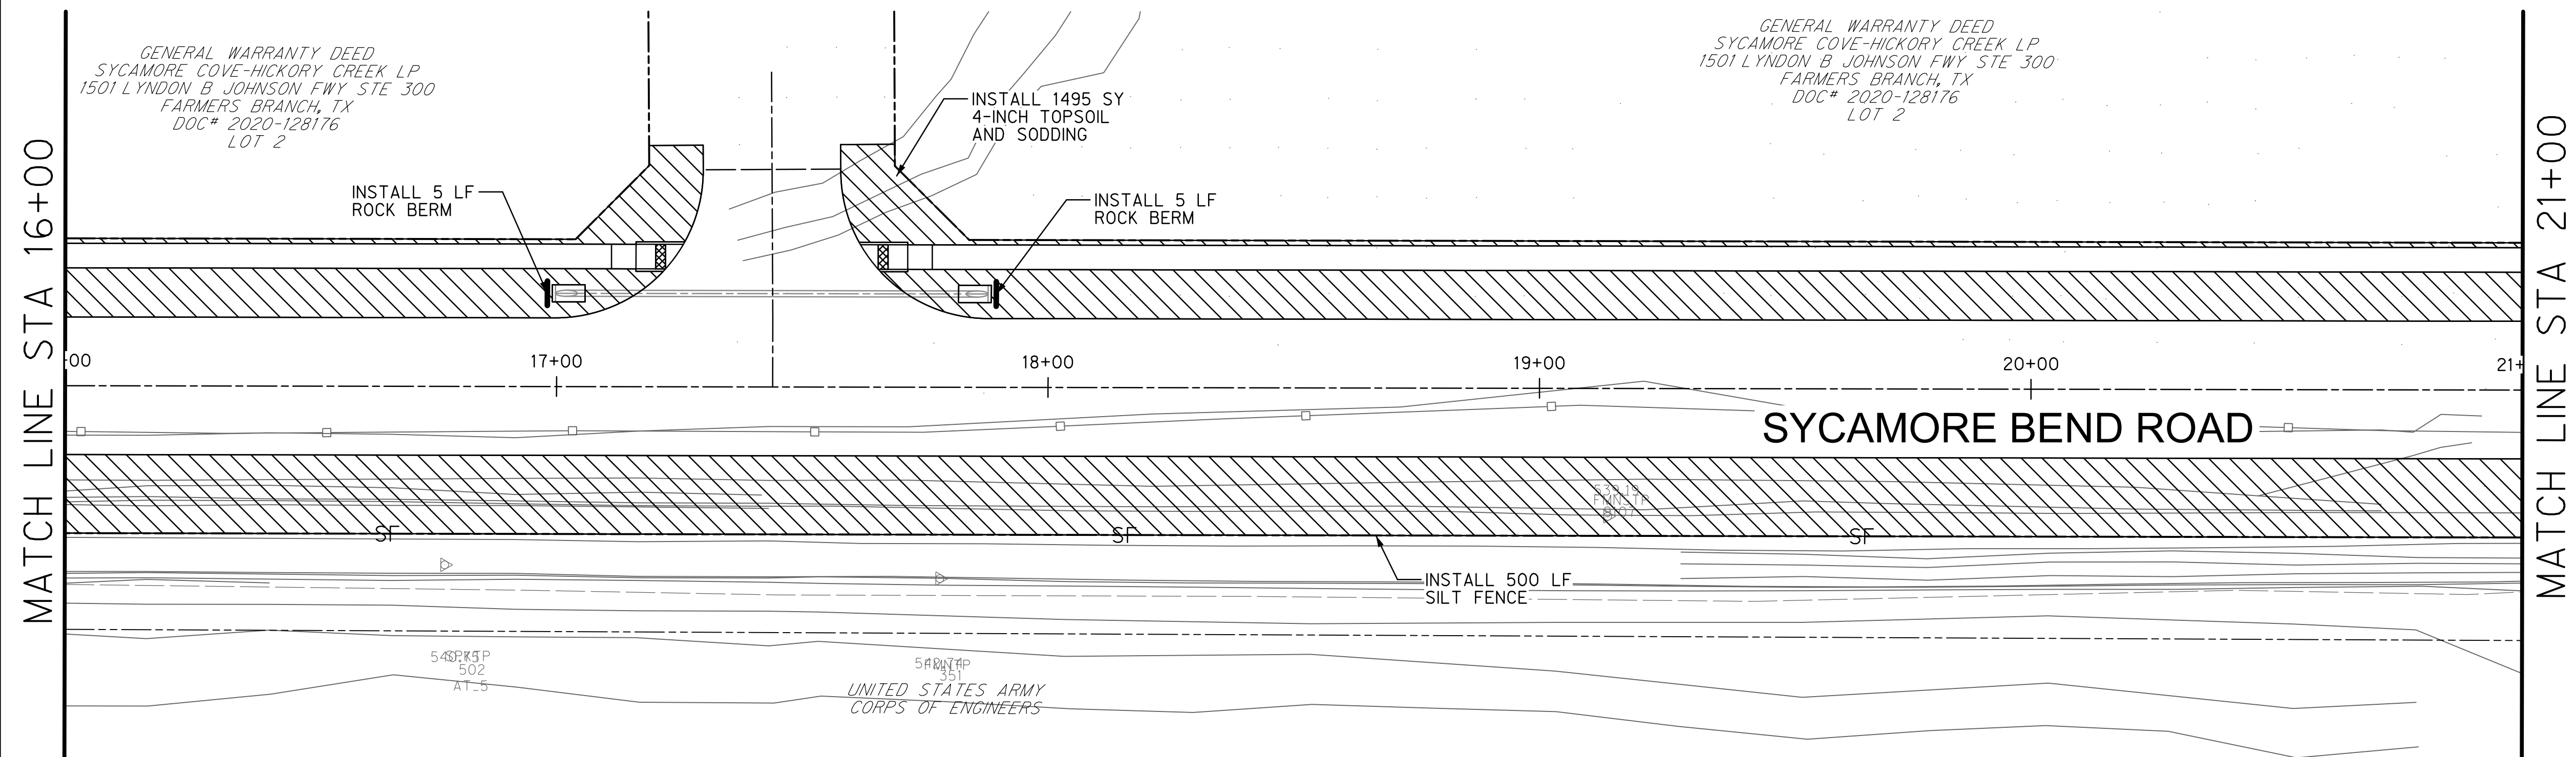 GENERAL WARRANTY DEED
SYCAMORE COVE-HICKORY CREEK LP
1501 LYNDON B JOHNSON FWY STE 300
FARMERS BRANCH, TX
DOC# 2020-128176
LOT 2
GENERAL WARRANTY DEED
SYCAMORE COVE-HICKORY CREEK LP
1501 LYNDON B JOHNSON FWY STE 300
FARMERS BRANCH, TX
DOC# 2020-128176
LOT 2
INSTALL 1495 SY
4-INCH TOPSOIL
AND SODDING
INSTALL 5 LF
ROCK BERM
INSTALL 5 LF
ROCK BERM
MATCH LINE STA 16+00
MATCH LINE STA 21+00
+00
17+00
18+00
19+00
20+00
21+
SYCAMORE BEND ROAD
539.19
SF
SF
SF
INSTALL 500 LF
SILT FENCE
502
AT_5
351
UNITED STATES ARMY
CORPS OF ENGINEERS